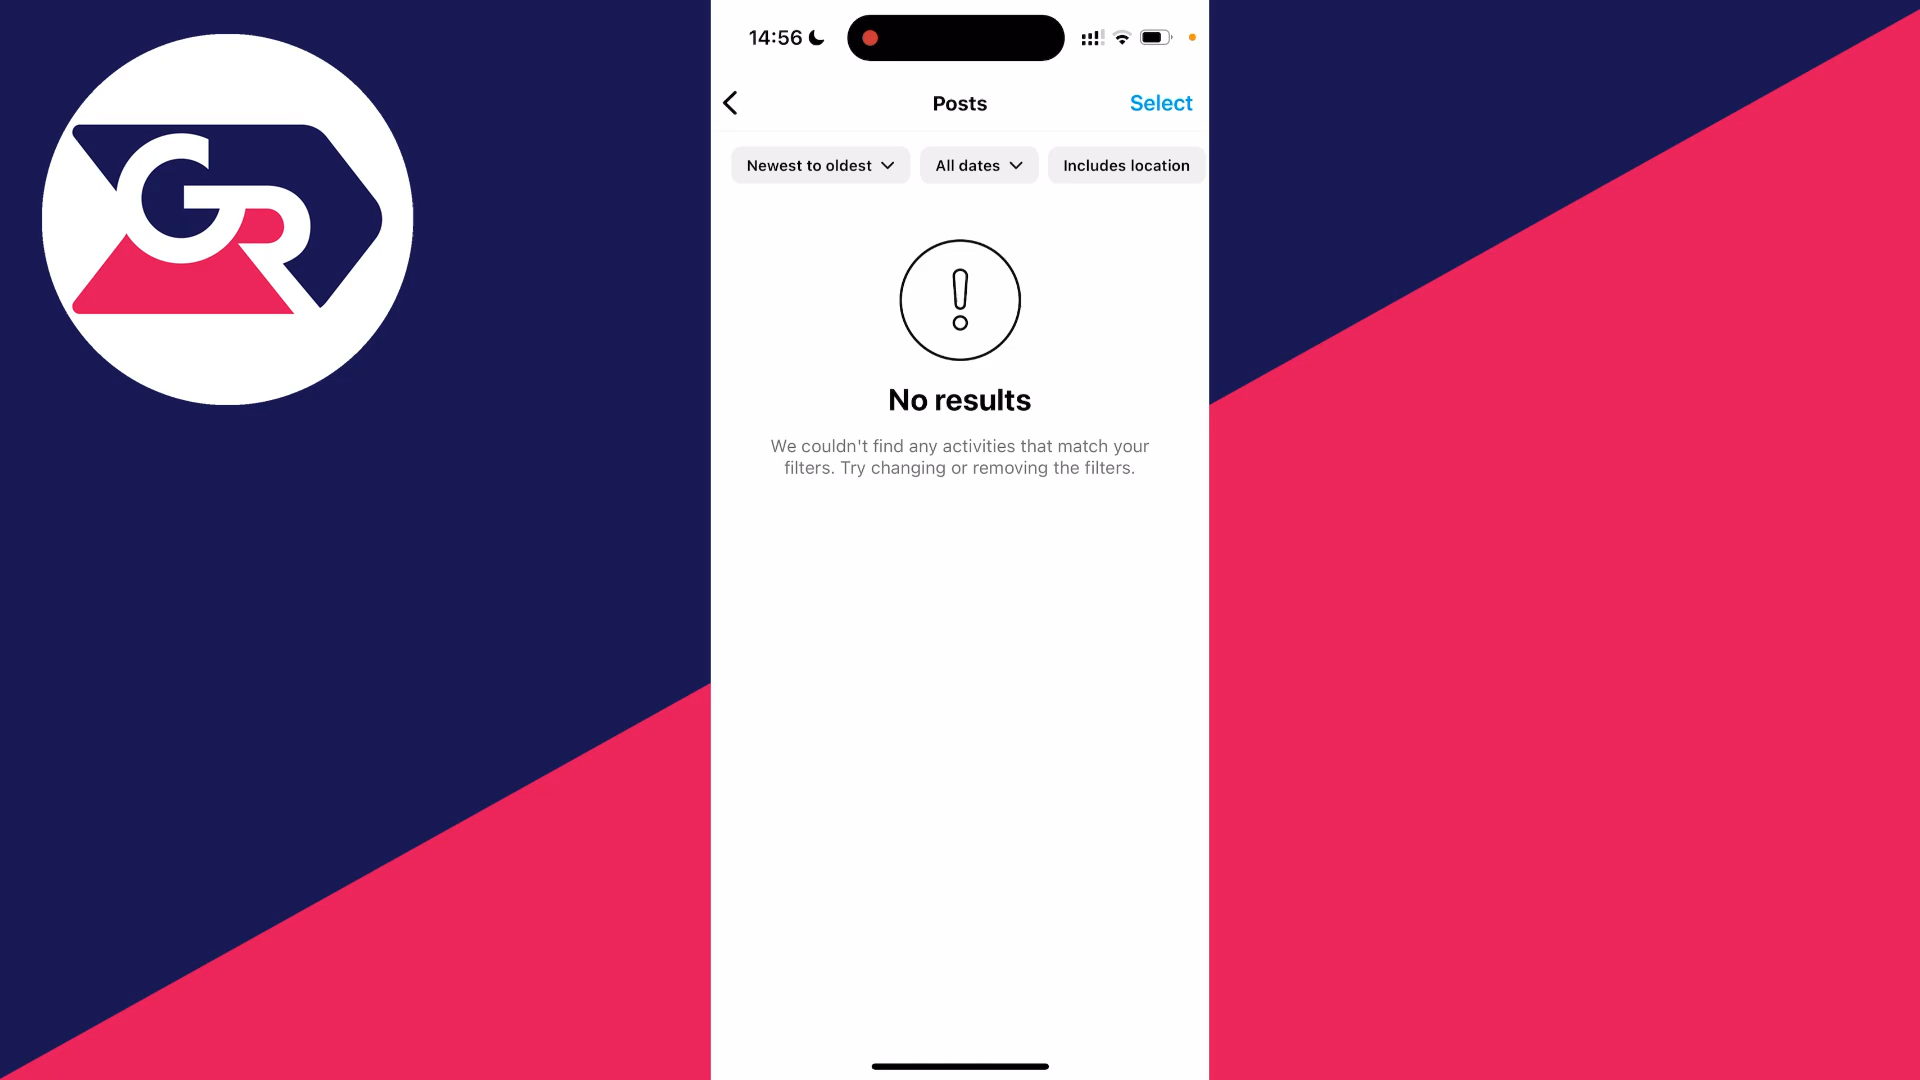 GR
14:56
Posts
Select
Newest to oldest
All dates
Includes location
No results
We couldn't find any activities that match your
filters. Try changing or removing the filters.